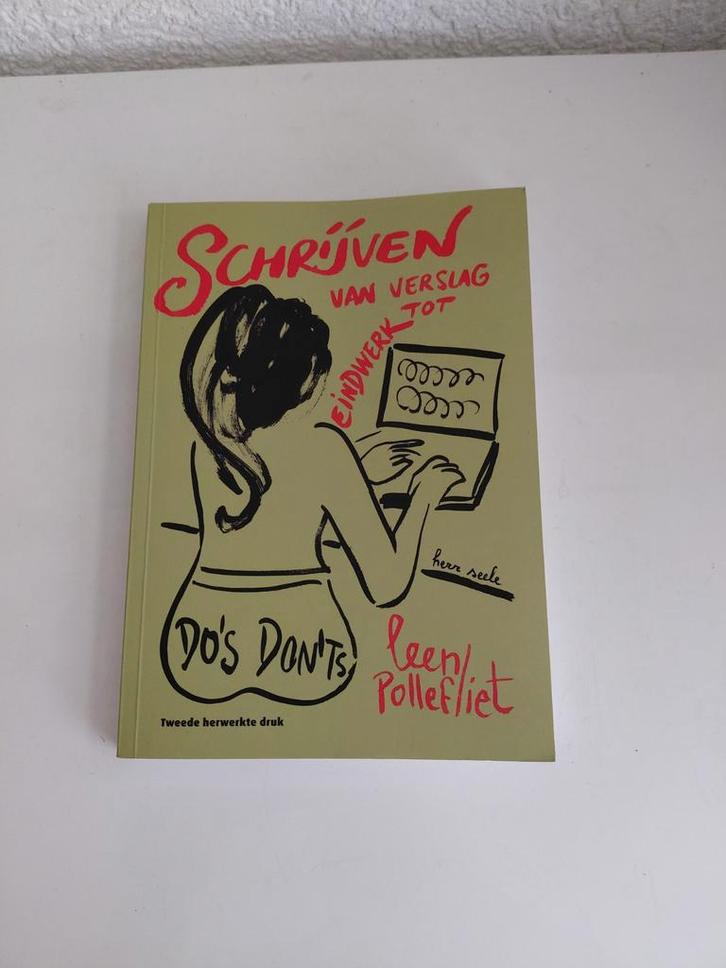 SCHRIJVEN
VAN VERSLAG
TOT
EINDWERK
herr seele
DO'S DON'TS
leen
Pollefliet
Tweede herwerkte druk